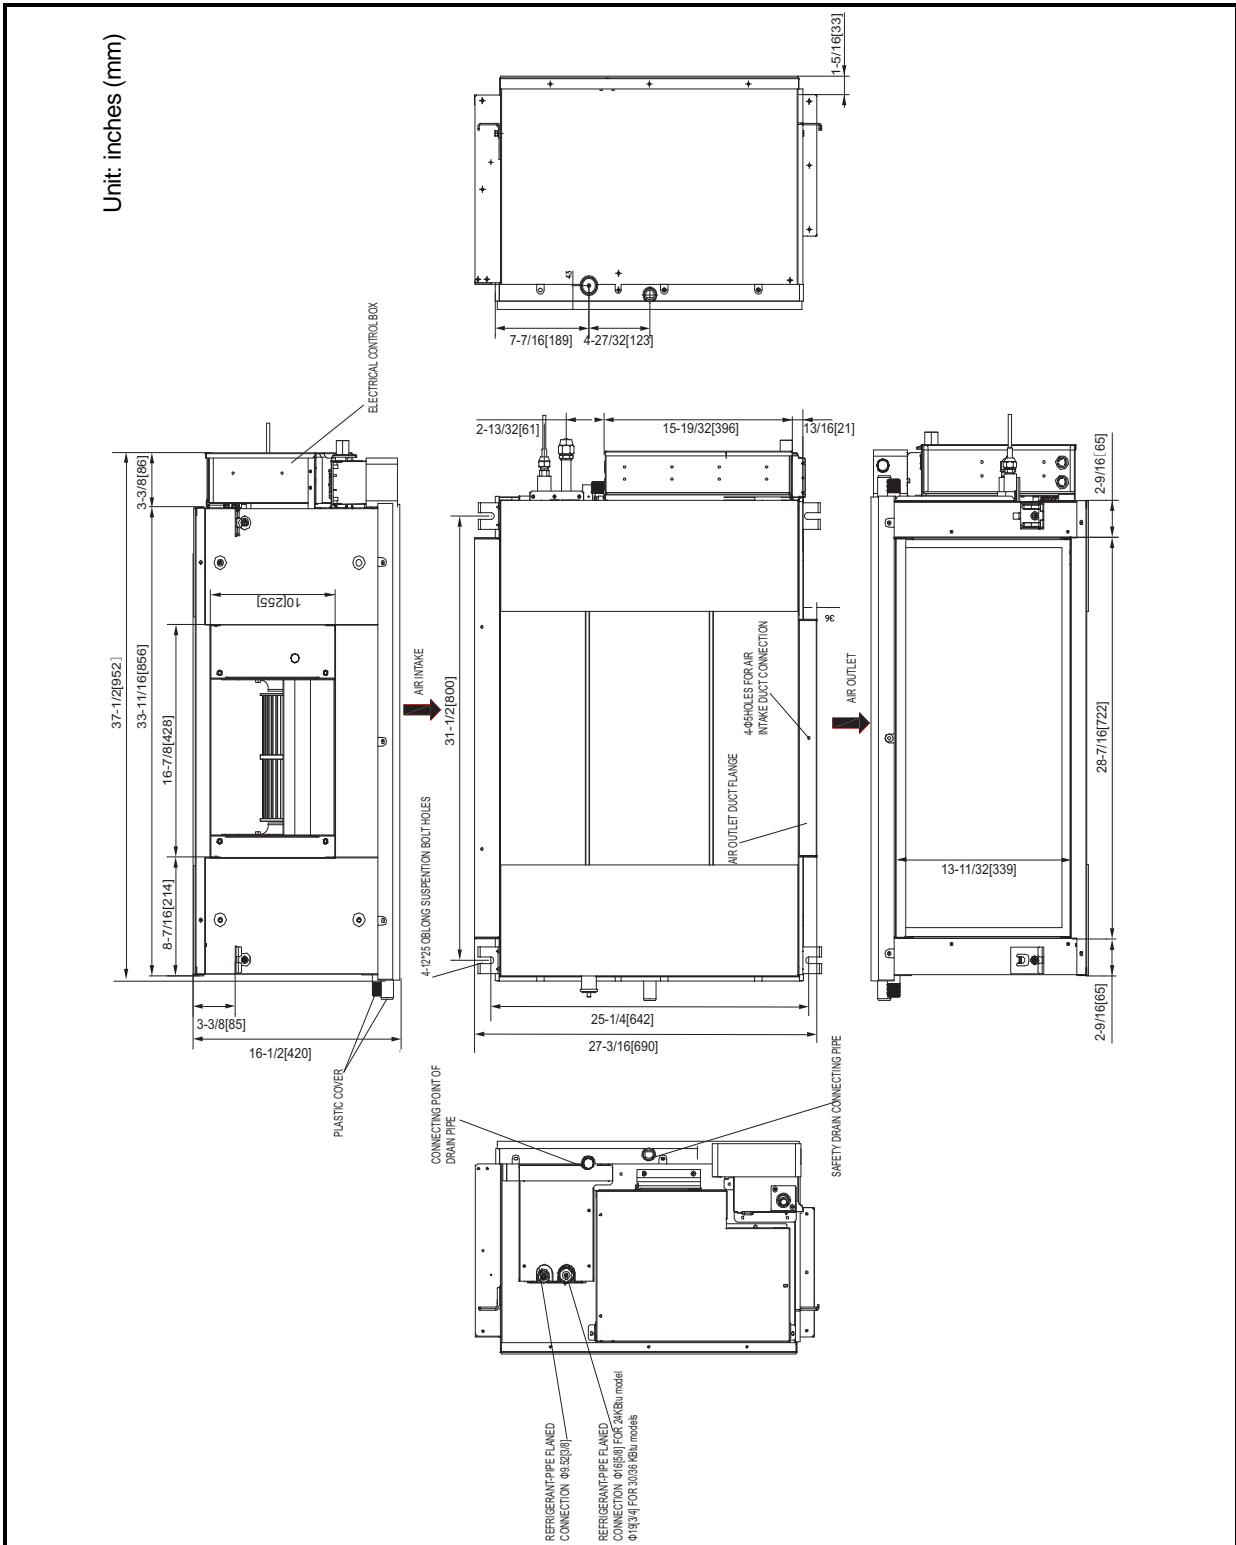 Unit: inches (mm)
1-5/16[33]
43
7-7/16[189]
4-27/32[123]
ELECTRICAL CONTROLBOX
37-1/2[952]
3-3/8[86]
33-11/16[856]
10[255]
16-7/8[428]
8-7/16[214]
3-3/8[85]
16-1/2[420]
PLASTIC COVER
AIR INTAKE
2-13/32[61]
15-19/32[396]
13/16[21]
31-1/2[800]
36
4-Φ5HOLES FOR AIR
INTAKE DUCT CONNECTION
AIR OUTLET DUCT FLANGE
4-12*25 OBLONG SUSPENTION BOLT HOLES
25-1/4[642]
27-3/16[690]
AIR OUTLET
2-9/16[65]
28-7/16[722]
13-11/32[339]
2-9/16[65]
CONNECTING POINT OF
DRAIN PIPE
SAFETY DRAIN CONNECTING PIPE
REFRIGERANT-PIPE FLANED
CONNECTION Φ9.52[3/8]
REFRIGERANT-PIPE FLANED
CONNECTION Φ16[5/8] FOR 24KBtu model
Φ19[3/4] FOR 30/36 KBtu models